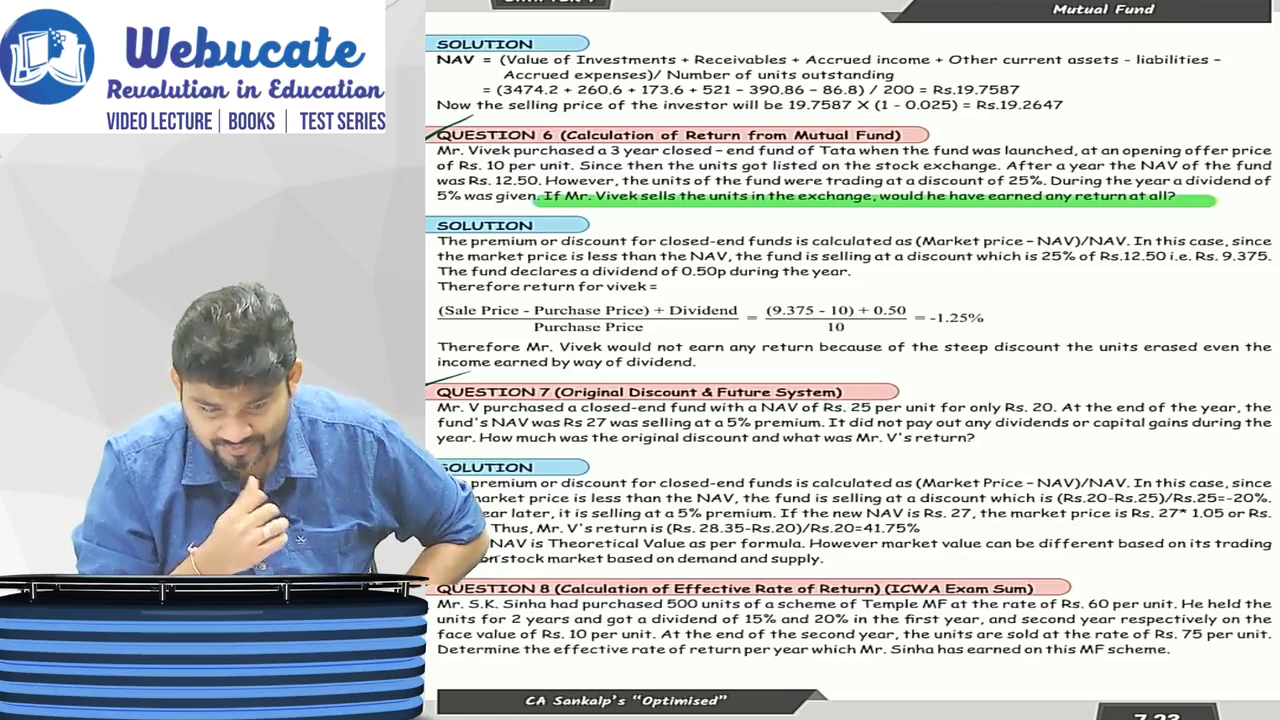 Webucate
Revolution in Education
VIDEO LECTURE | BOOKS | TEST SERIES
Mutual Fund
SOLUTION
NAV = (Value of Investments + Receivables + Accrued income + Other current assets - liabilities -
Accrued expenses)/ Number of units outstanding
= (3474.2 + 260.6 + 173.6 + 521 - 390.86 - 86.8) / 200 = Rs.19.7587
Now the selling price of the investor will be 19.7587 X (1 - 0.025) = Rs.19.2647
QUESTION 6 (Calculation of Return from Mutual Fund)
Mr. Vivek purchased a 3 year closed - end fund of Tata when the fund was launched, at an opening offer price
of Rs. 10 per unit. Since then the units got listed on the stock exchange. After a year the NAV of the fund
was Rs. 12.50. However, the units of the fund were trading at a discount of 25%. During the year a dividend of
5% was given. If Mr. Vivek sells the units in the exchange, would he have earned any return at all?
SOLUTION
The premium or discount for closed-end funds is calculated as (Market price - NAV)/NAV. In this case, since
the market price is less than the NAV, the fund is selling at a discount which is 25% of Rs.12.50 i.e. Rs. 9.375.
The fund declares a dividend of 0.50p during the year.
Therefore return for vivek =
(Sale Price - Purchase Price) + Dividend / Purchase Price = (9.375 - 10) + 0.50 / 10 = -1.25%
Therefore Mr. Vivek would not earn any return because of the steep discount the units erased even the
income earned by way of dividend.
QUESTION 7 (Original Discount & Future System)
Mr. V purchased a closed-end fund with a NAV of Rs. 25 per unit for only Rs. 20. At the end of the year, the
fund's NAV was Rs 27 was selling at a 5% premium. It did not pay out any dividends or capital gains during the
year. How much was the original discount and what was Mr. V's return?
SOLUTION
premium or discount for closed-end funds is calculated as (Market Price - NAV)/NAV. In this case, since
market price is less than the NAV, the fund is selling at a discount which is (Rs.20-Rs.25)/Rs.25=-20%.
ear later, it is selling at a 5% premium. If the new NAV is Rs. 27, the market price is Rs. 27* 1.05 or Rs.
Thus, Mr. V's return is (Rs. 28.35-Rs.20)/Rs.20=41.75%
NAV is Theoretical Value as per formula. However market value can be different based on its trading
on stock market based on demand and supply.
QUESTION 8 (Calculation of Effective Rate of Return) (ICWA Exam Sum)
Mr. S.K. Sinha had purchased 500 units of a scheme of Temple MF at the rate of Rs. 60 per unit. He held the
units for 2 years and got a dividend of 15% and 20% in the first year, and second year respectively on the
face value of Rs. 10 per unit. At the end of the second year, the units are sold at the rate of Rs. 75 per unit.
Determine the effective rate of return per year which Mr. Sinha has earned on this MF scheme.
CA Sankalp's "Optimised"